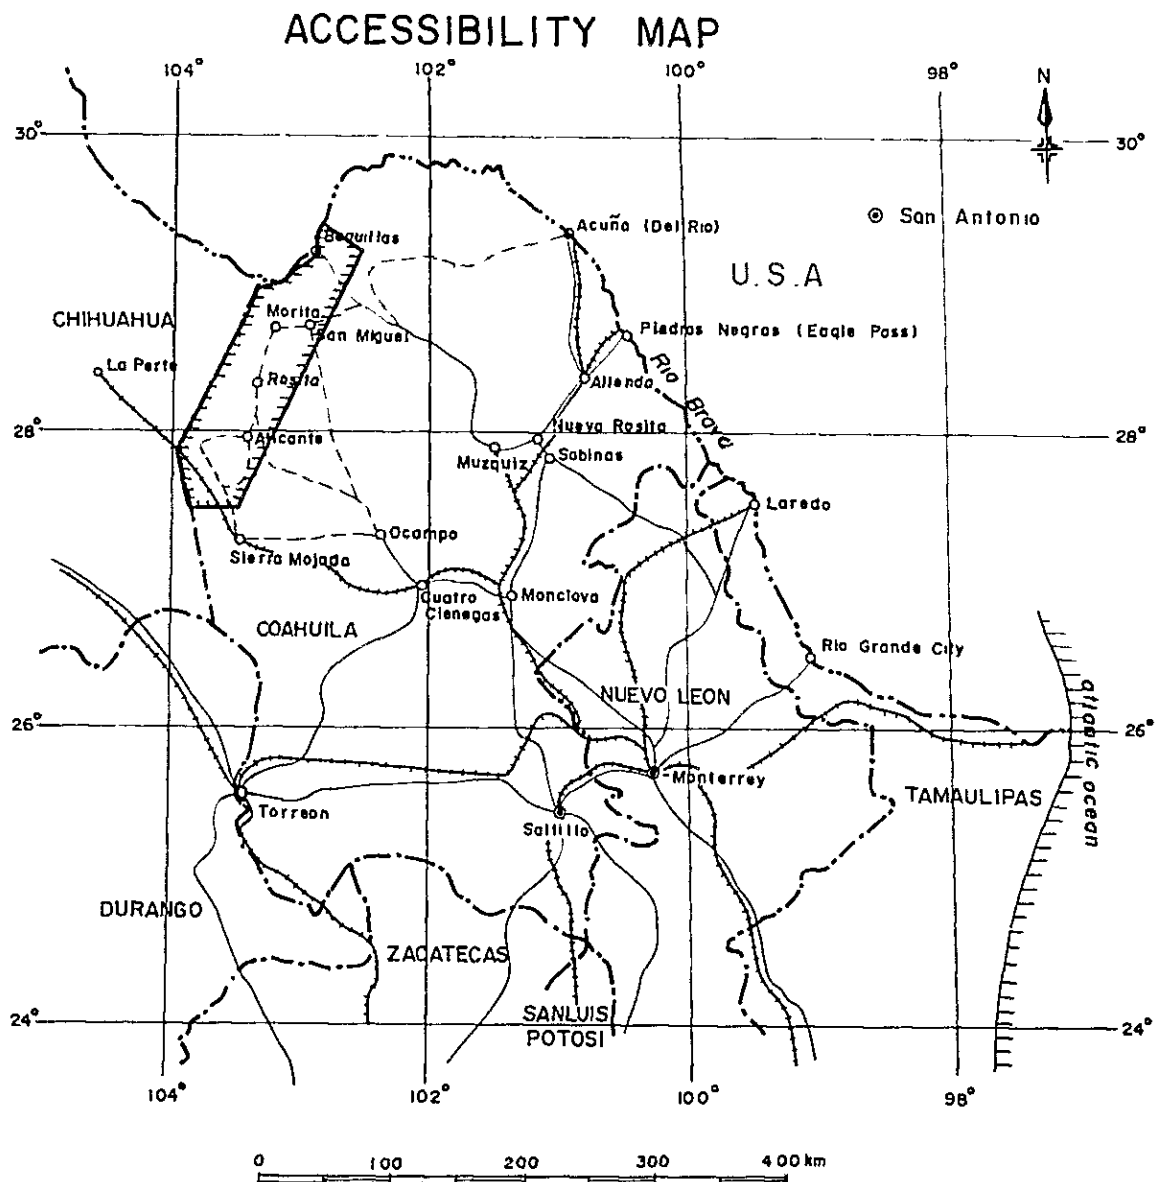 ACCESSIBILITY MAP
104°
102°
100°
98°
N
30°
30°
San Antonio
Boquillas
Acuña (Del Rio)
U.S.A
CHIHUAHUA
Morita
San Miguel
Piedras Negras (Eagle Pass)
La Perte
Rio Bravo
Rosita
Allende
28°
28°
Alicante
Nueva Rosita
Muzquiz
Sabinas
Laredo
Ocampo
Sierra Mojada
Cuatro
Cienegas
Monclova
COAHUILA
Rio Grande City
NUEVO LEON
atlantic ocean
26°
26°
Monterrey
TAMAULIPAS
Torreon
Saltillo
DURANGO
ZACATECAS
SANLUIS
POTOSI
24°
24°
104°
102°
100°
98°
0
100
200
300
400 km